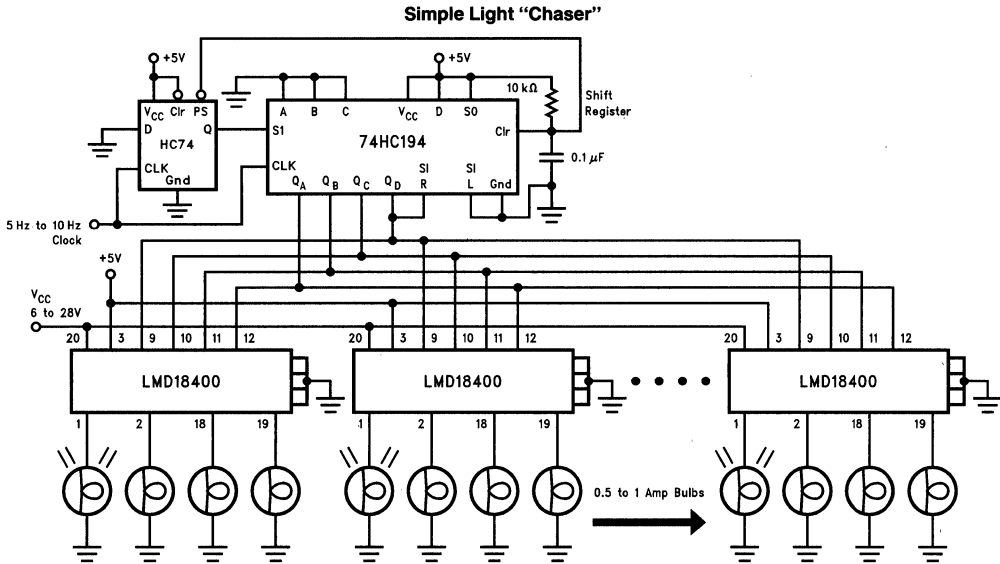 Simple Light “Chaser”
+5V
+5V
VCC Clr PS
D Q
HC74
CLK
Gnd
A B C VCC D S0
S1 Clr
74HC194
CLK
QA QB QC QD SI R SI L Gnd
10 kΩ
Shift
Register
0.1 μF
5 Hz to 10 Hz
Clock
+5V
VCC
6 to 28V
20 3 9 10 11 12
20 3 9 10 11 12
20 3 9 10 11 12
LMD18400
LMD18400
LMD18400
1 2 18 19
1 2 18 19
1 2 18 19
0.5 to 1 Amp Bulbs